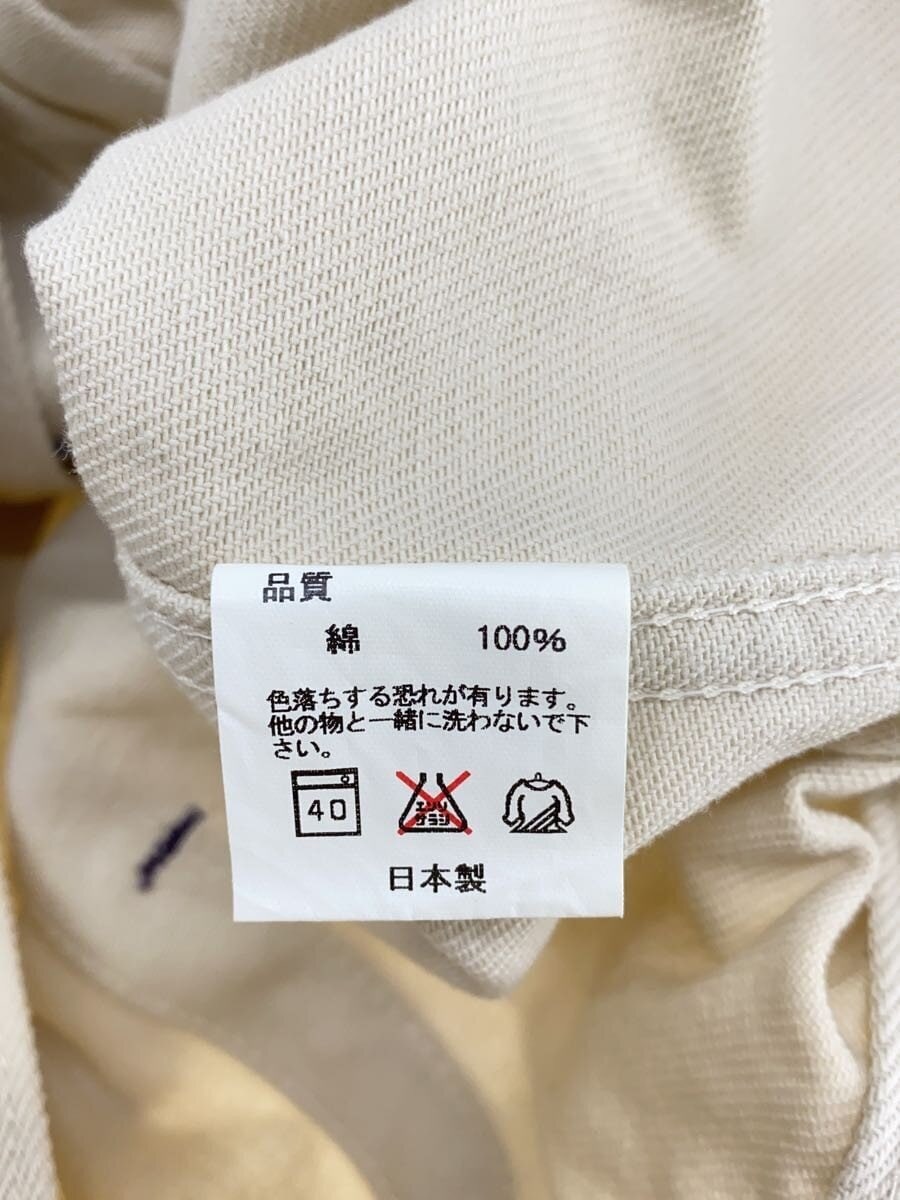 品質
綿 100%
色落ちする恐れが有ります。
他の物と一緒に洗わないで下
さい。
40 エンソ サラシ
日本製